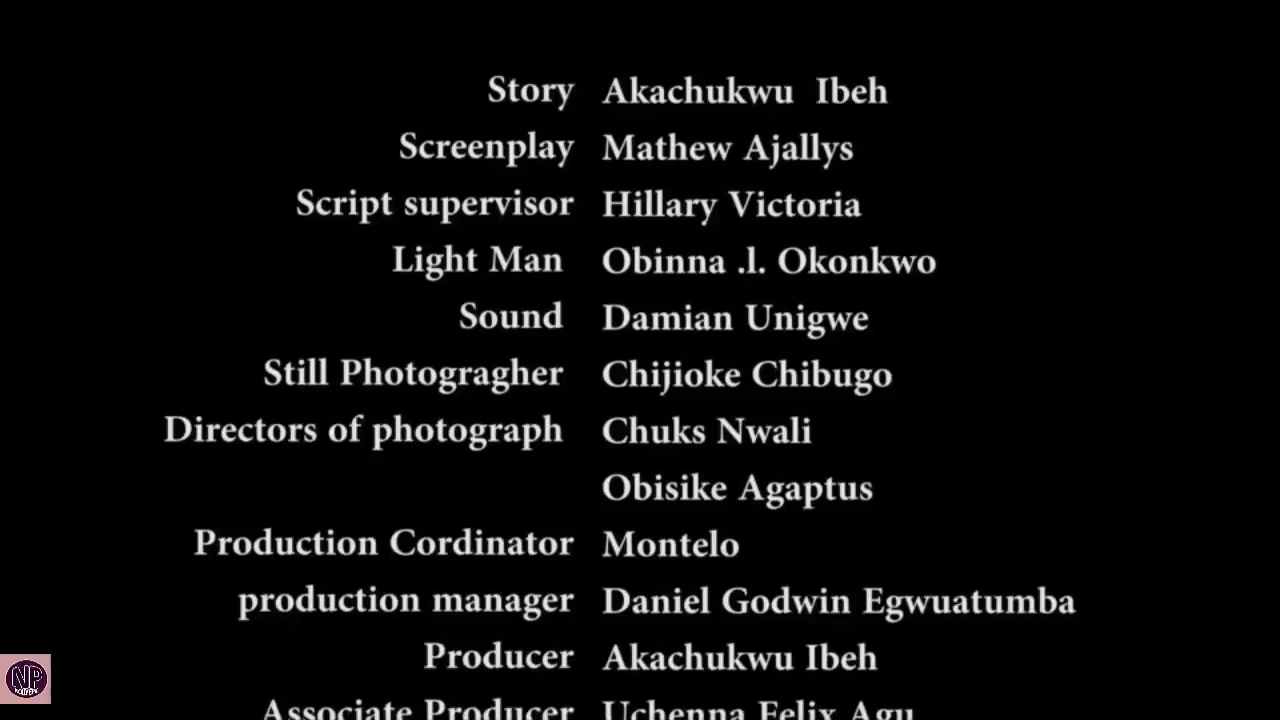 Story Akachukwu Ibeh
Screenplay Mathew Ajallys
Script supervisor Hillary Victoria
Light Man Obinna .l. Okonkwo
Sound Damian Unigwe
Still Photogragher Chijioke Chibugo
Directors of photograph Chuks Nwali
Obisike Agaptus
Production Cordinator Montelo
production manager Daniel Godwin Egwuatumba
Producer Akachukwu Ibeh
Associate Producer Uchenna Felix Agu
NP